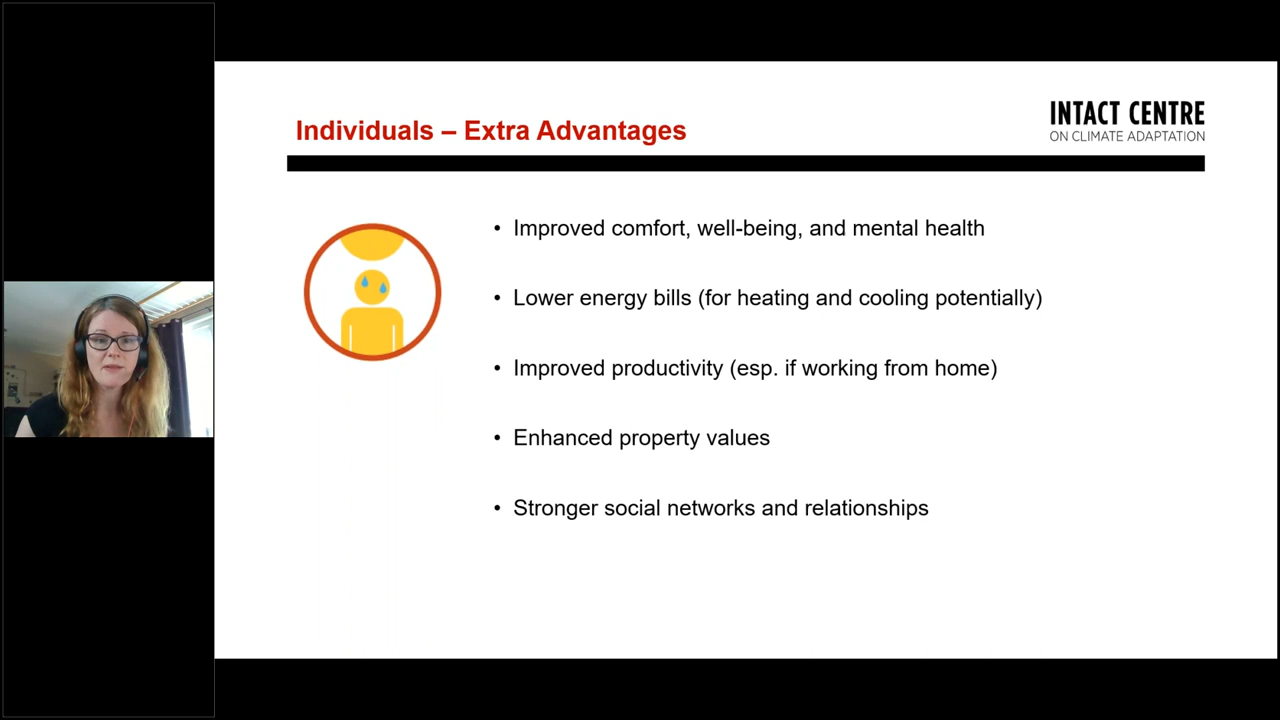 Individuals – Extra Advantages
INTACT CENTRE
ON CLIMATE ADAPTATION
• Improved comfort, well-being, and mental health
• Lower energy bills (for heating and cooling potentially)
• Improved productivity (esp. if working from home)
• Enhanced property values
• Stronger social networks and relationships